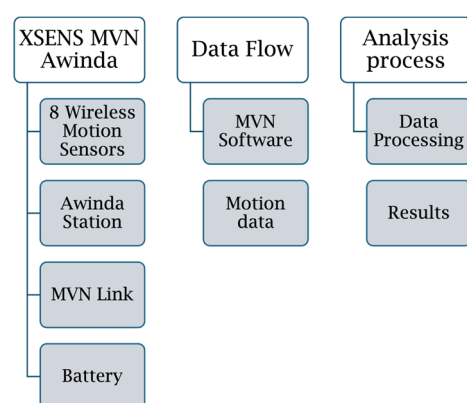 XSENS MVN
Awinda
8 Wireless
Motion
Sensors
Awinda
Station
MVN Link
Battery
Data Flow
MVN
Software
Motion
data
Analysis
process
Data
Processing
Results